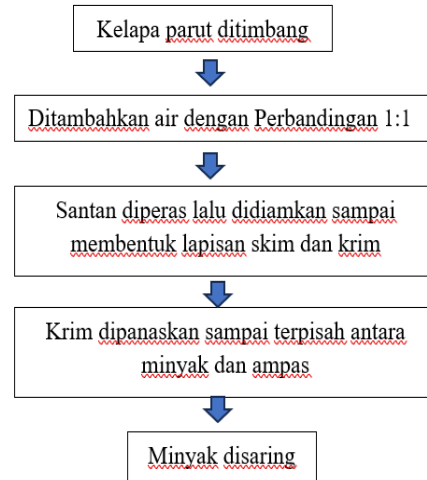 Kelapa parut ditimbang
Ditambahkan air dengan Perbandingan 1:1
Santan diperas lalu didiamkan sampai
membentuk lapisan skim dan krim
Krim dipanaskan sampai terpisah antara
minyak dan ampas
Minyak disaring